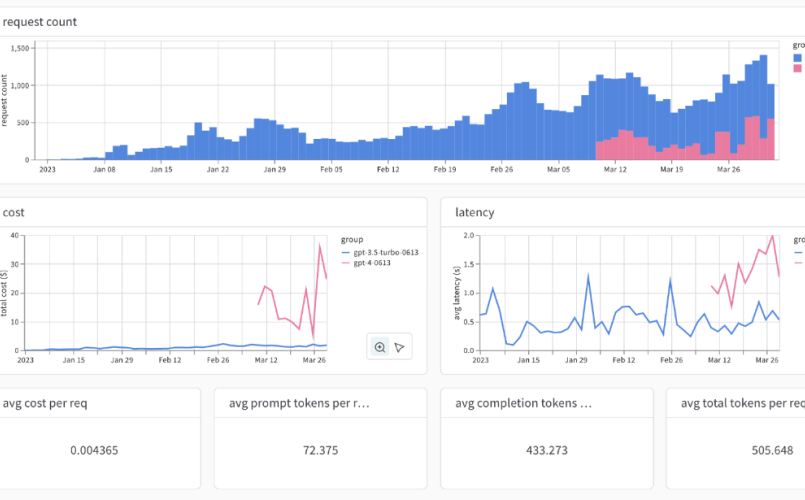 request count
gro
1,500
1,000
500
0
request count
2023
Jan 08
Jan 15
Jan 22
Jan 29
Feb 05
Feb 12
Feb 19
Feb 26
Mar 05
Mar 12
Mar 19
Mar 26
cost
40
30
20
10
0
total cost ($)
2023
Jan 15
Jan 29
Feb 12
Feb 26
Mar 12
Mar 26
group
gpt-3.5-turbo-0613
gpt-4-0613
latency
2.0
1.5
1.0
0.5
0.0
avg latency (s)
2023
Jan 15
Jan 29
Feb 12
Feb 26
Mar 12
Mar 26
gro
avg cost per req
0.004365
avg prompt tokens per r…
72.375
avg completion tokens …
433.273
avg total tokens per req
505.648